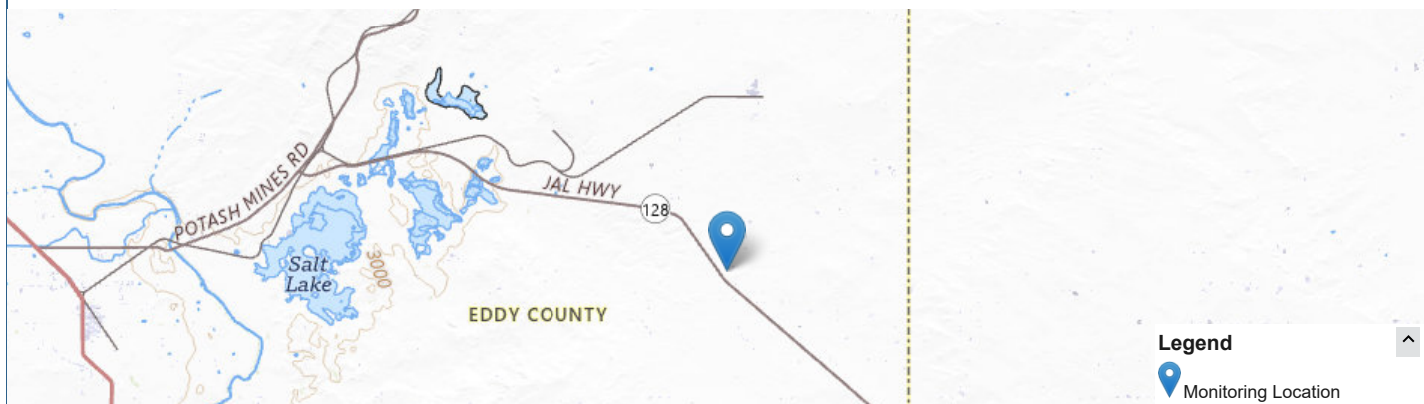 POTASH MINES RD
JAL HWY
128
Salt
Lake
3000
EDDY COUNTY
Legend
Monitoring Location